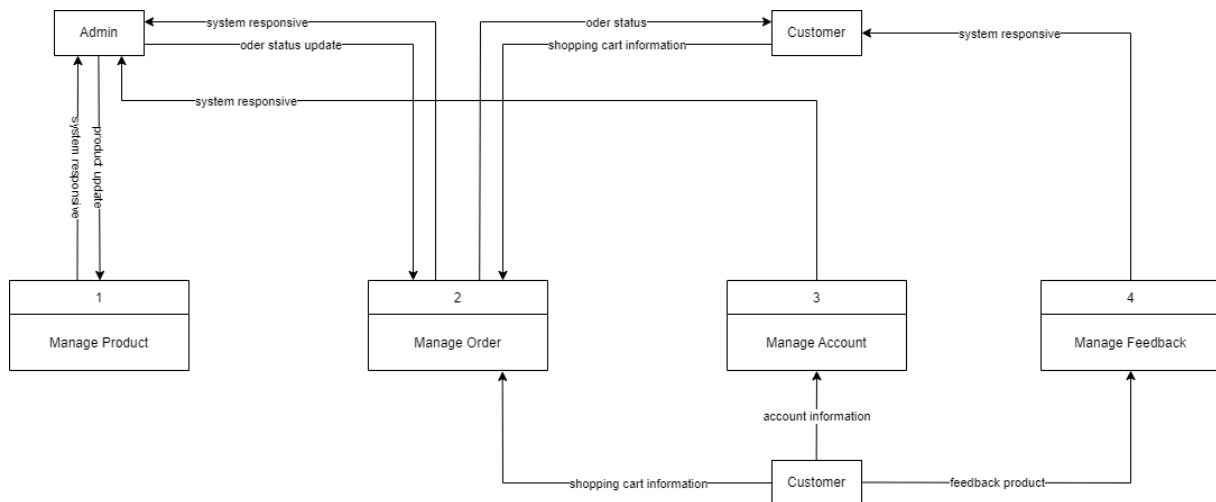 Admin
system responsive
oder status update
oder status
shopping cart information
Customer
system responsive
system responsive
system responsive
product update
1
Manage Product
2
Manage Order
3
Manage Account
4
Manage Feedback
account information
shopping cart information
Customer
feedback product